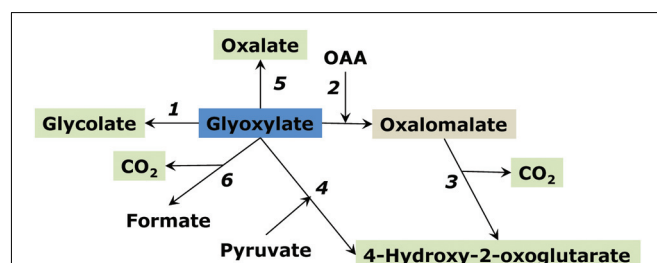 Oxalate
OAA
5
2
1
Glycolate
Glyoxylate
Oxalomalate
CO₂
6
4
3
CO₂
Formate
Pyruvate
4-Hydroxy-2-oxoglutarate